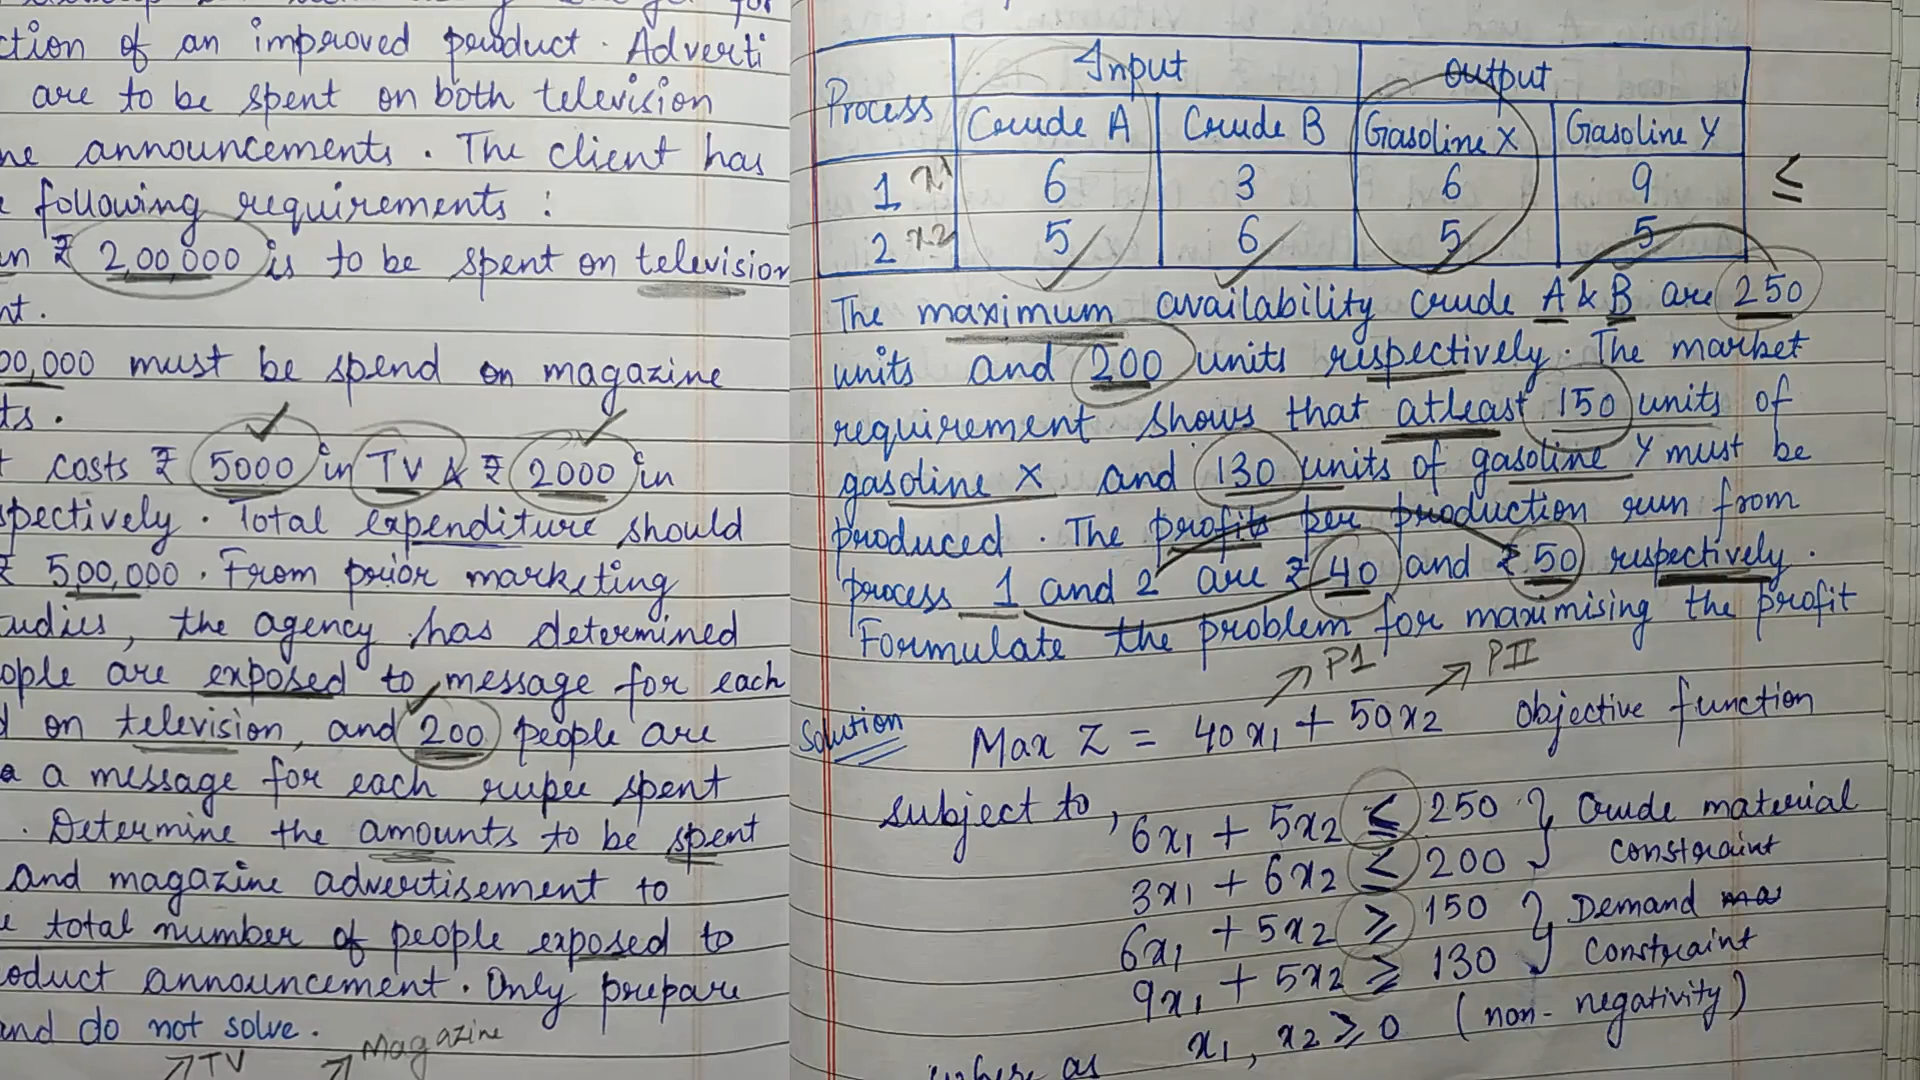 ction of an improved product. Adverti
are to be spent on both television
ne announcements. The client has
following requirements :
₹ 2,00,000 is to be spent on television
nt.
00,000 must be spend on magazine
ts.
costs ₹ 5000 in TV & ₹ 2000 in
spectively. Total expenditure should
₹ 500,000. From prior marketing
udies, the agency has determined
ople are exposed to message for each
on television, and 200 people are
a message for each rupee spent
. Determine the amounts to be spent
and magazine advertisement to
total number of people exposed to
oduct announcement. Only prepare
and do not solve.
TV Magazine
Process Input Output
Crude A Crude B Gasoline X Gasoline Y
1 x1 6 3 6 9 ≤
2 x2 5 6 5 5
The maximum availability crude A & B are 250
units and 200 units respectively. The market
requirement shows that atleast 150 units of
gasoline X and 130 units of gasoline Y must be
produced. The profits per production run from
process 1 and 2 are ₹ 40 and ₹ 50 respectively.
Formulate the problem for maximising the profit
P1 PII
Solution Max Z = 40x1 + 50x2 Objective function
subject to,
6x1 + 5x2 ≤ 250 } Crude material
3x1 + 6x2 ≤ 200 constraint
6x1 + 5x2 ≥ 150 } Demand
9x1 + 5x2 ≥ 130 Constraint
where as x1, x2 ≥ 0 (non-negativity)